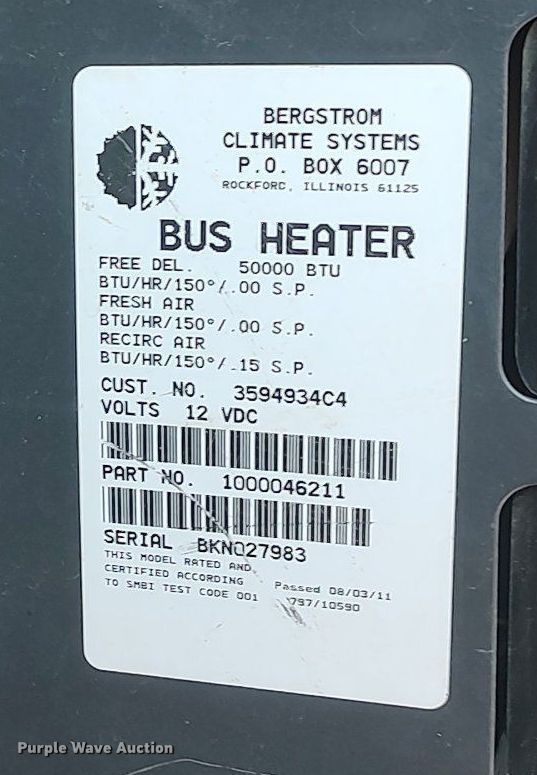 BERGSTROM
CLIMATE SYSTEMS
P.O. BOX 6007
ROCKFORD, ILLINOIS 61125
BUS HEATER
FREE DEL. 50000 BTU
BTU/HR/150°/.00 S.P.
FRESH AIR
BTU/HR/150°/.00 S.P.
RECIRC AIR
BTU/HR/150°/.15 S.P.
CUST. NO. 3594934C4
VOLTS 12 VDC
PART NO. 1000046211
SERIAL BKN027983
THIS MODEL RATED AND
CERTIFIED ACCORDING
TO SMBI TEST CODE 001
Passed 08/03/11
797/10590
Purple Wave Auction